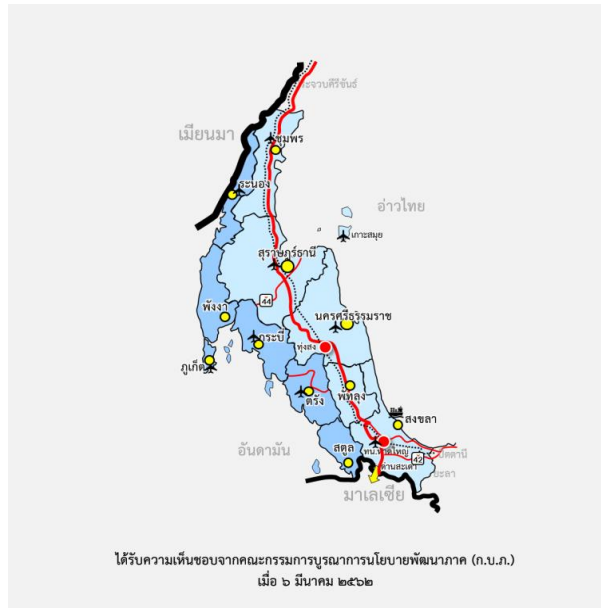 ประจวบคีรีขันธ์
เมียนมา
ชุมพร
ระนอง
อ่าวไทย
เกาะสมุย
สุราษฎร์ธานี
44
พังงา
นครศรีธรรมราช
กระบี่
ทุ่งสง
ภูเก็ต
พัทลุง
ตรัง
สงขลา
อันดามัน
สตูล
ทน.หาดใหญ่
ปัตตานี
42
ด่านสะเดา
ยะลา
มาเลเซีย
ได้รับความเห็นชอบจากคณะกรรมการบูรณาการนโยบายพัฒนาภาค (ก.บ.ภ.)
เมื่อ ๖ มีนาคม ๒๕๖๒